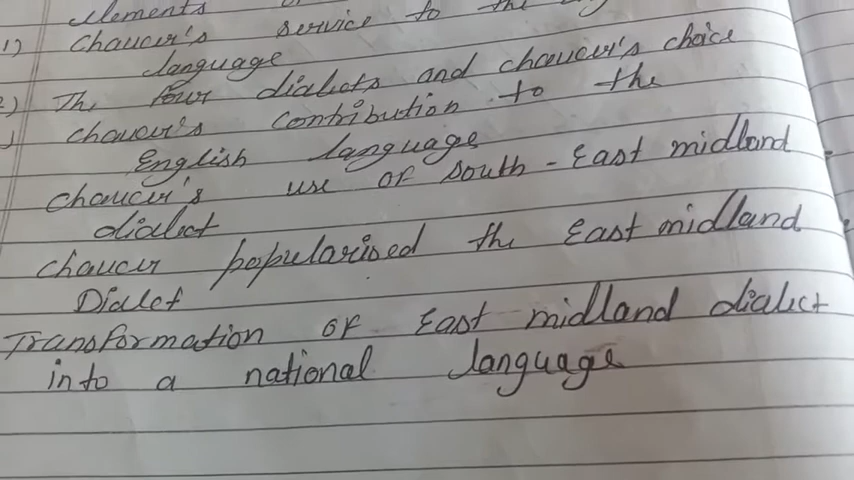 elements
1) Chaucer's service to the
language
2) The four dialects and chaucer's choice
chaucer's contribution to the
English language
chaucer's use of south - East midland
dialect
chaucer popularised the East midland
Dialct
Transformation of East midland dialect
into a national language